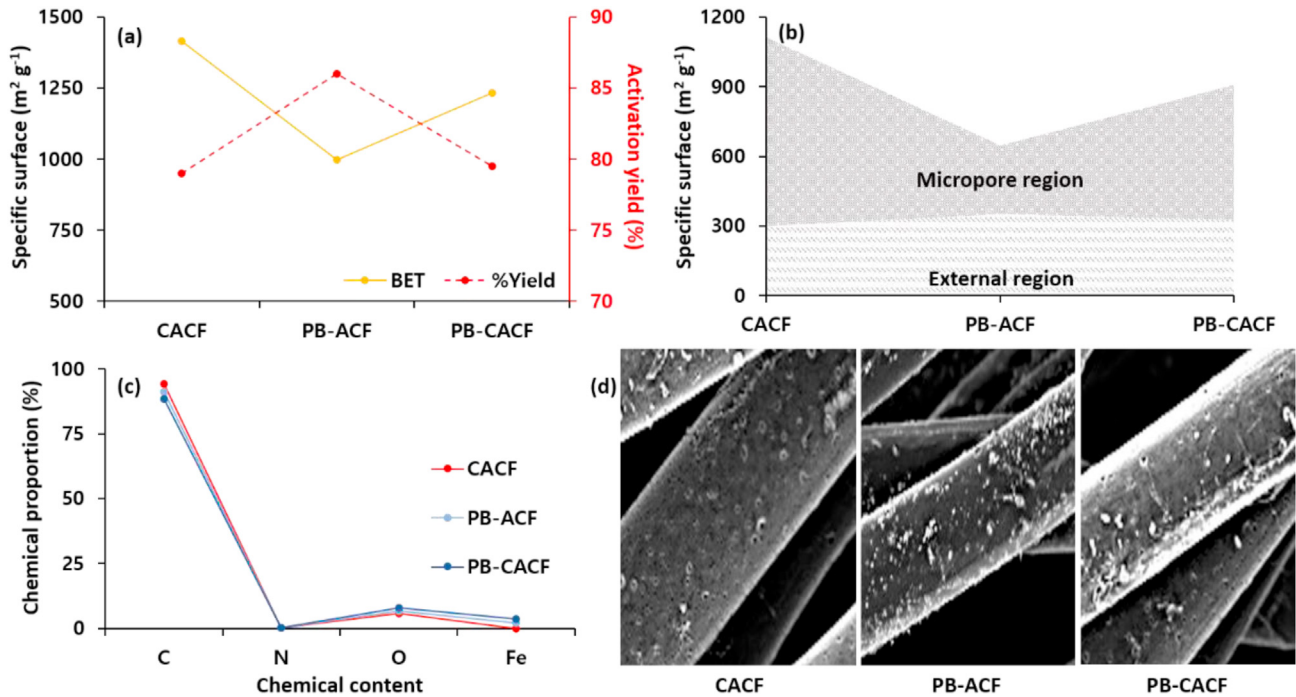 (a)
Specific surface (m² g⁻¹)
1500
1250
1000
750
500
90
85
80
75
70
Activation yield (%)
BET
%Yield
CACF
PB-ACF
PB-CACF
(b)
Specific surface (m² g⁻¹)
1200
900
600
300
0
Micropore region
External region
CACF
PB-ACF
PB-CACF
(c)
Chemical proportion (%)
100
75
50
25
0
CACF
PB-ACF
PB-CACF
C
N
O
Fe
Chemical content
(d)
CACF
PB-ACF
PB-CACF